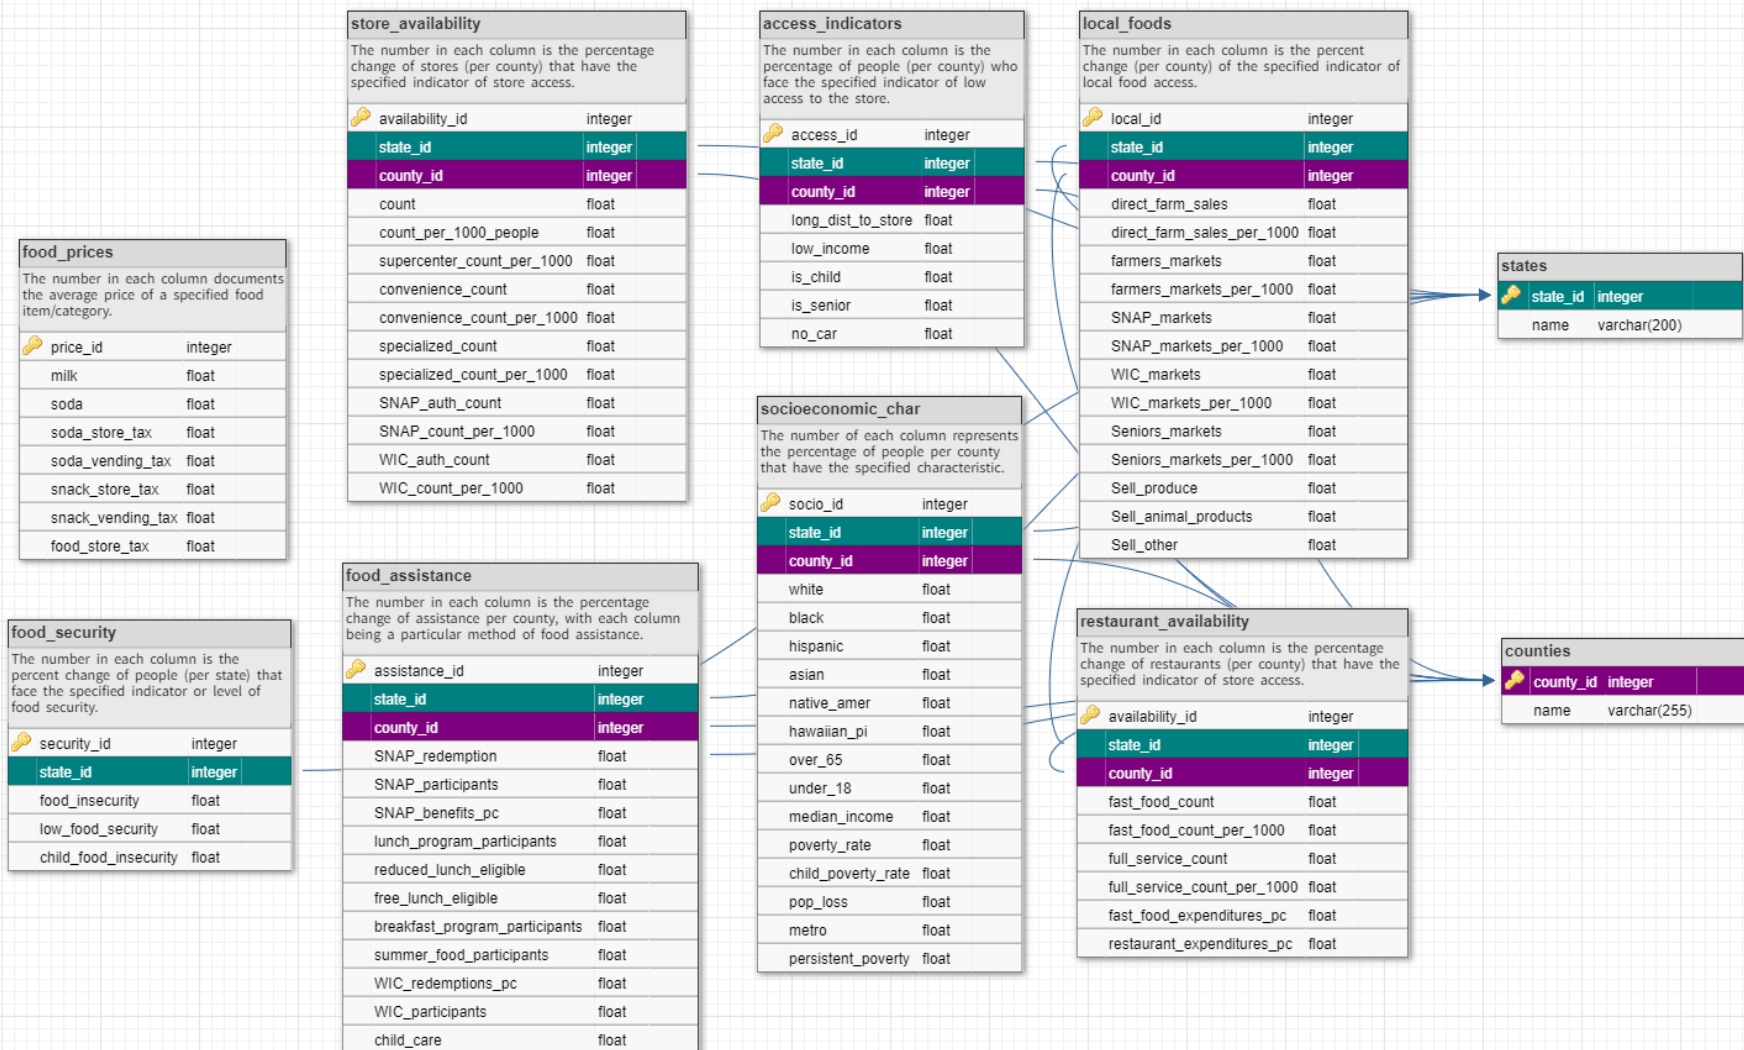 store_availability
The number in each column is the percentage
change of stores (per county) that have the
specified indicator of store access.
availability_id integer
state_id integer
county_id integer
count float
count_per_1000_people float
supercenter_count_per_1000 float
convenience_count float
convenience_count_per_1000 float
specialized_count float
specialized_count_per_1000 float
SNAP_auth_count float
SNAP_count_per_1000 float
WIC_auth_count float
WIC_count_per_1000 float
access_indicators
The number in each column is the
percentage of people (per county) who
face the specified indicator of low
access to the store.
access_id integer
state_id integer
county_id integer
long_dist_to_store float
low_income float
is_child float
is_senior float
no_car float
local_foods
The number in each column is the percent
change (per county) of the specified indicator of
local food access.
local_id integer
state_id integer
county_id integer
direct_farm_sales float
direct_farm_sales_per_1000 float
farmers_markets float
farmers_markets_per_1000 float
SNAP_markets float
SNAP_markets_per_1000 float
WIC_markets float
WIC_markets_per_1000 float
Seniors_markets float
Seniors_markets_per_1000 float
Sell_produce float
Sell_animal_products float
Sell_other float
food_prices
The number in each column documents
the average price of a specified food
item/category.
price_id integer
milk float
soda float
soda_store_tax float
soda_vending_tax float
snack_store_tax float
snack_vending_tax float
food_store_tax float
states
state_id integer
name varchar(200)
socioeconomic_char
The number of each column represents
the percentage of people per county
that have the specified characteristic.
socio_id integer
state_id integer
county_id integer
white float
black float
hispanic float
asian float
native_amer float
hawaiian_pi float
over_65 float
under_18 float
median_income float
poverty_rate float
child_poverty_rate float
pop_loss float
metro float
persistent_poverty float
food_assistance
The number in each column is the percentage
change of assistance per county, with each column
being a particular method of food assistance.
assistance_id integer
state_id integer
county_id integer
SNAP_redemption float
SNAP_participants float
SNAP_benefits_pc float
lunch_program_participants float
reduced_lunch_eligible float
free_lunch_eligible float
breakfast_program_participants float
summer_food_participants float
WIC_redemptions_pc float
WIC_participants float
child_care float
food_security
The number in each column is the
percent change of people (per state) that
face the specified indicator or level of
food security.
security_id integer
state_id integer
food_insecurity float
low_food_security float
child_food_insecurity float
restaurant_availability
The number in each column is the percentage
change of restaurants (per county) that have the
specified indicator of store access.
availability_id integer
state_id integer
county_id integer
fast_food_count float
fast_food_count_per_1000 float
full_service_count float
full_service_count_per_1000 float
fast_food_expenditures_pc float
restaurant_expenditures_pc float
counties
county_id integer
name varchar(255)